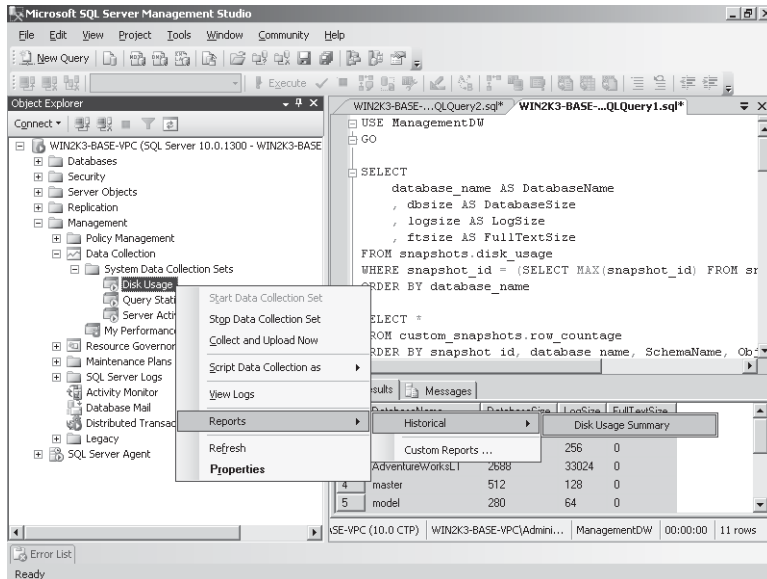 Microsoft SQL Server Management Studio
File Edit View Project Tools Window Community Help
New Query
Execute
Object Explorer
Connect
WIN2K3-BASE-VPC (SQL Server 10.0.1300 - WIN2K3-BASE
Databases
Security
Server Objects
Replication
Management
Policy Management
Data Collection
System Data Collection Sets
Disk Usage
Query Stati
Server Acti
My Performanc
Resource Governor
Maintenance Plans
SQL Server Logs
Activity Monitor
Database Mail
Distributed Transac
Legacy
SQL Server Agent
Start Data Collection Set
Stop Data Collection Set
Collect and Upload Now
Script Data Collection as
View Logs
Reports
Refresh
Properties
Historical
Custom Reports ...
Disk Usage Summary
WIN2K3-BASE-...QLQuery2.sql* WIN2K3-BASE-...QLQuery1.sql*
USE ManagementDW
GO
SELECT
database_name AS DatabaseName
, dbsize AS DatabaseSize
, logsize AS LogSize
, ftsize AS FullTextSize
FROM snapshots.disk_usage
WHERE snapshot_id = (SELECT MAX(snapshot_id) FROM sn
ORDER BY database_name
SELECT *
FROM custom_snapshots.row_countage
RDER BY snapshot_id, database_name, SchemaName, Obj
sults Messages
DatabaseName DatabaseSize LogSize FullTextSize
256 0
AdventureWorksLT 2688 33024 0
4 master 512 128 0
5 model 280 64 0
ASE-VPC (10.0 CTP) WIN2K3-BASE-VPC\Admini... ManagementDW 00:00:00 11 rows
Error List
Ready